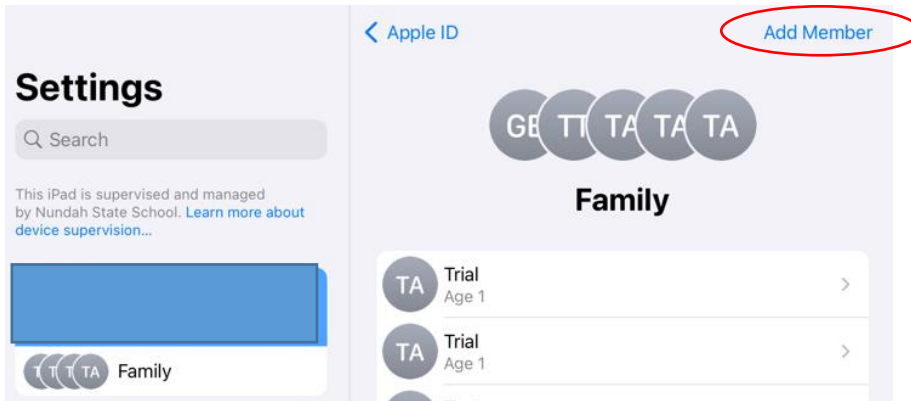 Settings
Search
This iPad is supervised and managed
by Nundah State School. Learn more about
device supervision...
Family
Apple ID
Add Member
GE TT TA TA TA
Family
TA
Trial
Age 1
TA
Trial
Age 1